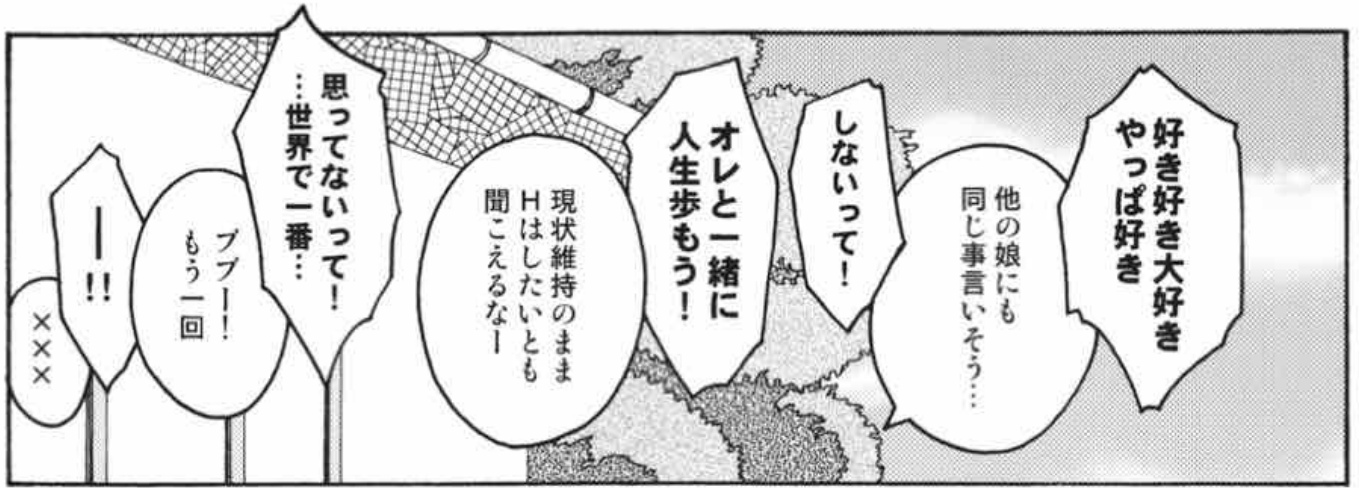 好き好き大好き
やっぱ好き
他の娘にも
同じ事言いそう…
しないって！
オレと一緒に
人生歩もう！
現状維持のまま
Hはしたいとも
聞こえるなー
思ってないって！
…世界で一番…
ブブー！
もう一回
ー!!
×××